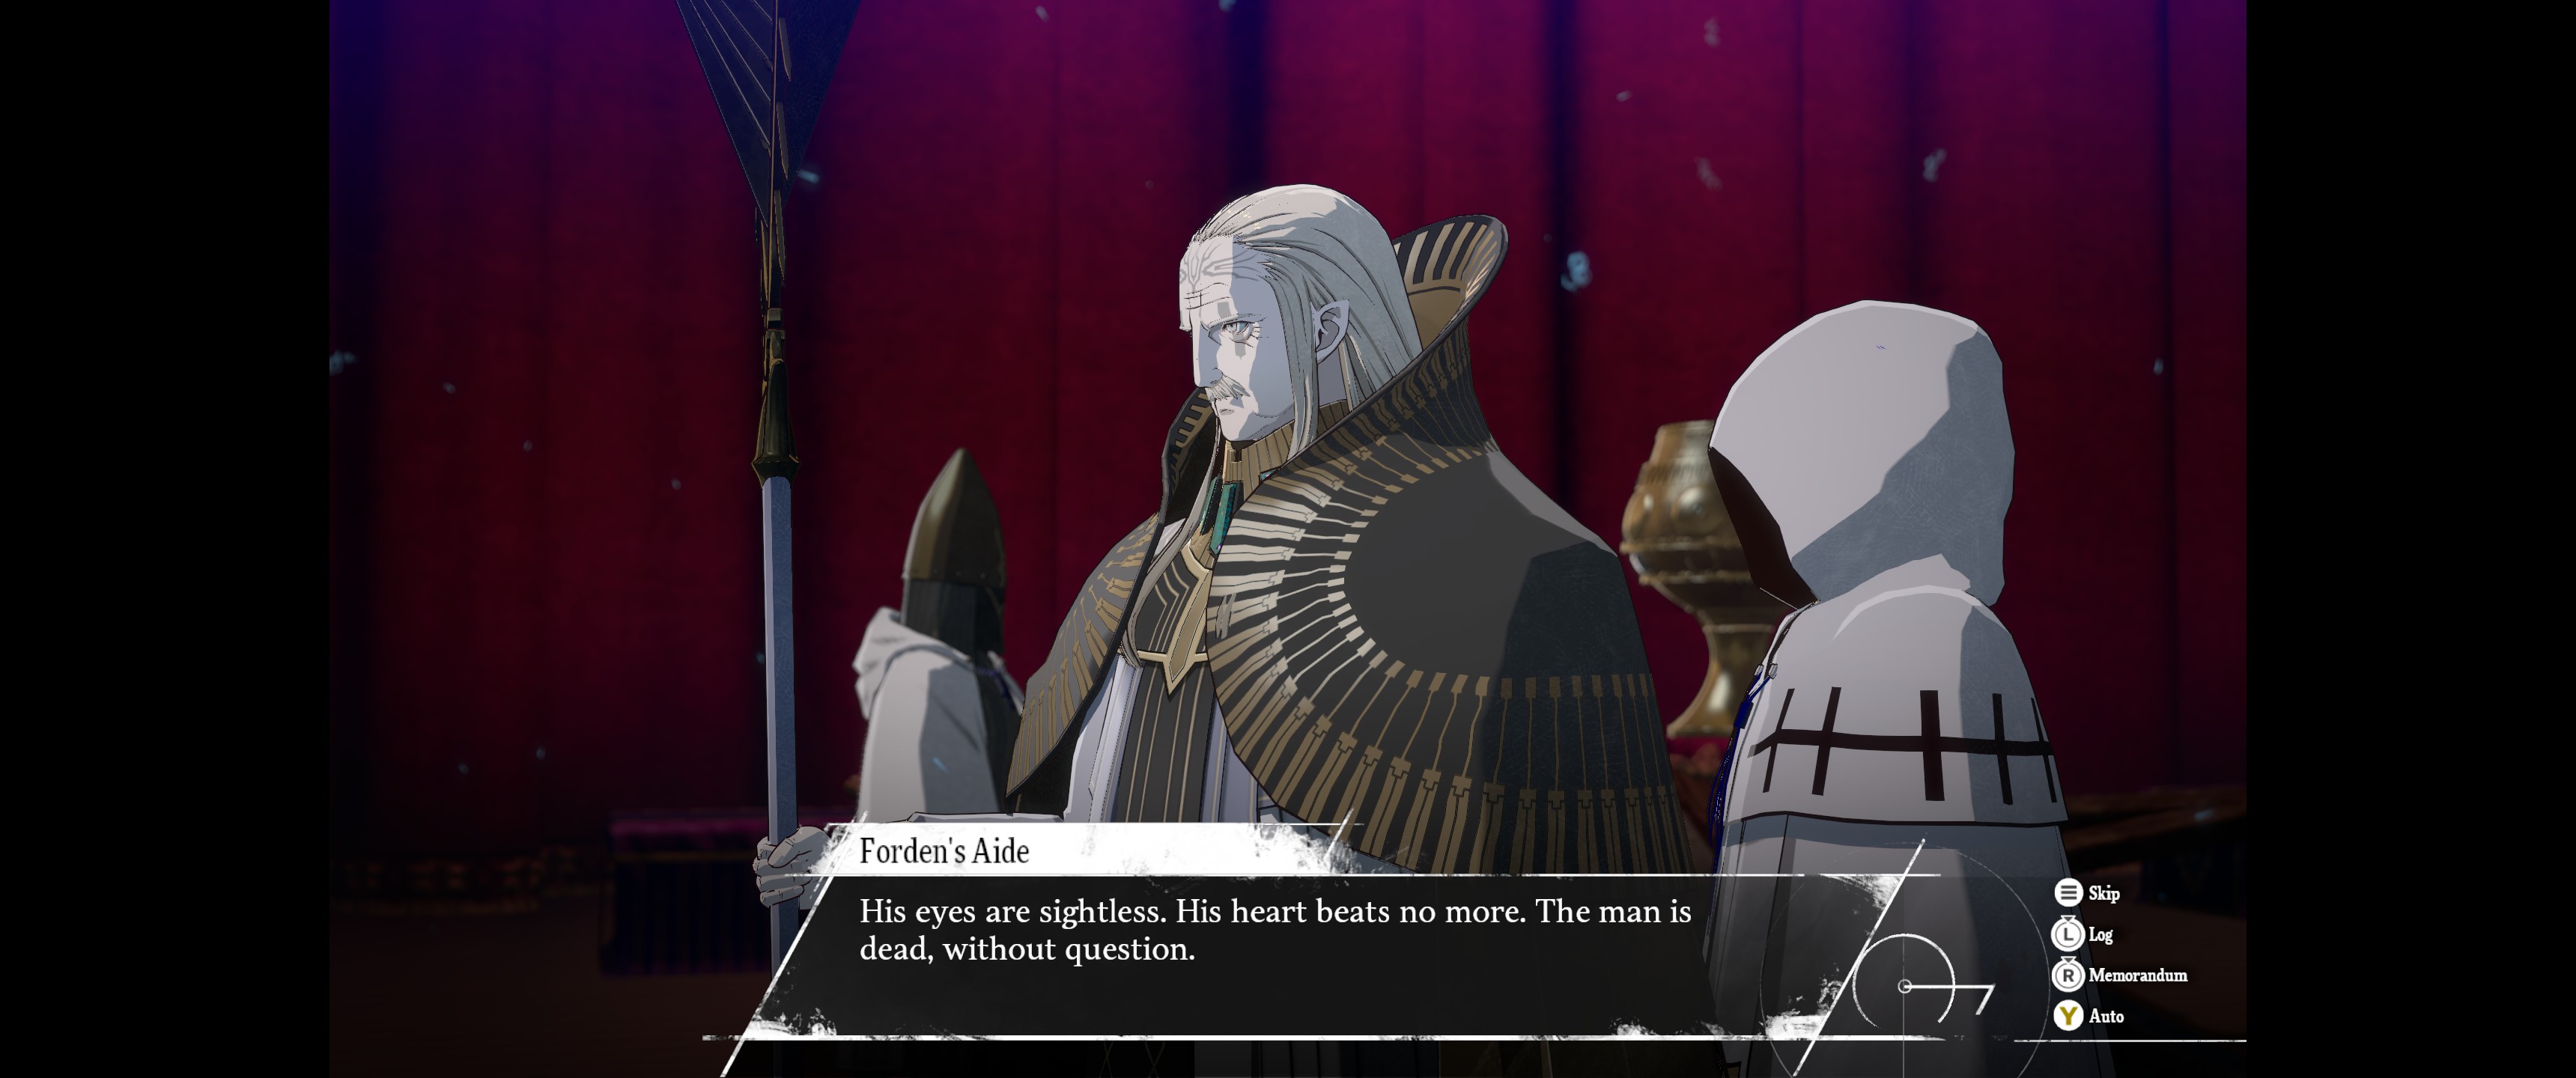 Forden's Aide
His eyes are sightless. His heart beats no more. The man is
dead, without question.
Skip
L Log
R Memorandum
Y Auto